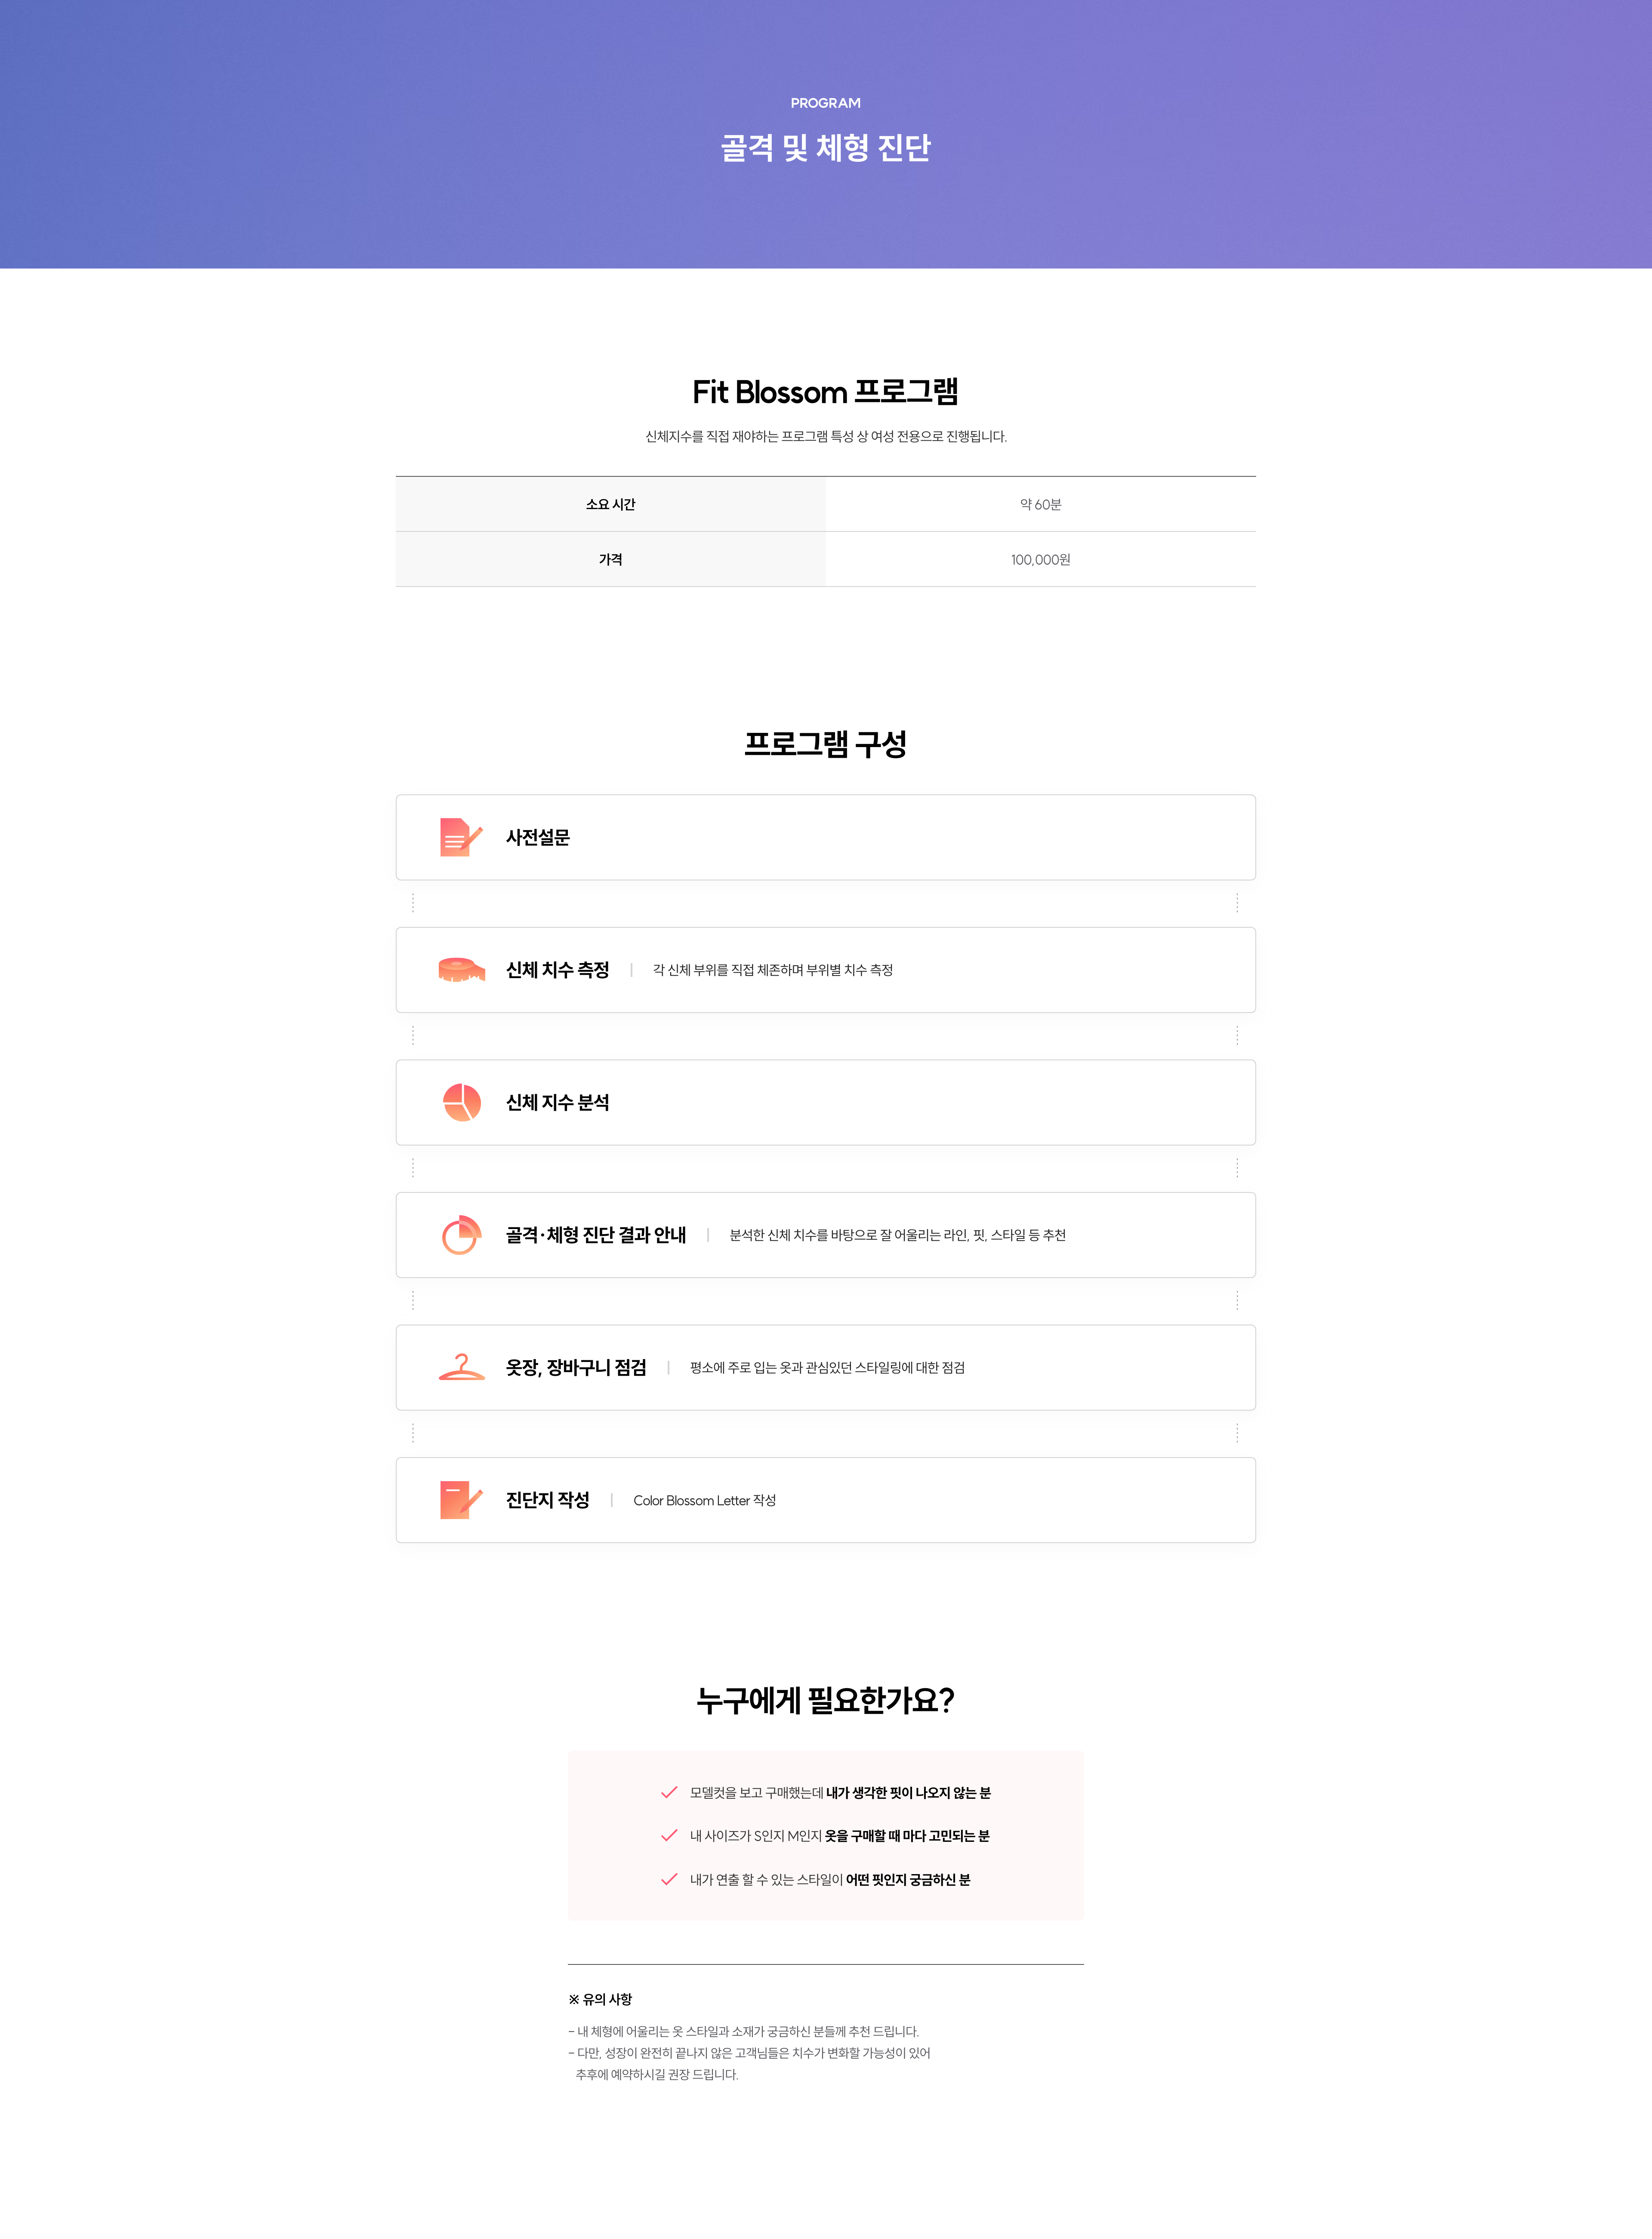 PROGRAM
골격 및 체형 진단
Fit Blossom 프로그램
신체지수를 직접 재야하는 프로그램 특성 상 여성 전용으로 진행됩니다.
소요 시간 약 60분
가격 100,000원
프로그램 구성
사전설문
신체 치수 측정 | 각 신체 부위를 직접 체촌하며 부위별 치수 측정
신체 지수 분석
골격·체형 진단 결과 안내 | 분석한 신체 치수를 바탕으로 잘 어울리는 라인, 핏, 스타일 등 추천
옷장, 장바구니 점검 | 평소에 주로 입는 옷과 관심있던 스타일링에 대한 점검
진단지 작성 | Color Blossom Letter 작성
누구에게 필요한가요?
모델컷을 보고 구매했는데 내가 생각한 핏이 나오지 않는 분
내 사이즈가 S인지 M인지 옷을 구매할 때 마다 고민되는 분
내가 연출 할 수 있는 스타일이 어떤 핏인지 궁금하신 분
※ 유의 사항
- 내 체형에 어울리는 옷 스타일과 소재가 궁금하신 분들께 추천 드립니다.
- 다만, 성장이 완전히 끝나지 않은 고객님들은 치수가 변화할 가능성이 있어
추후에 예약하시길 권장 드립니다.